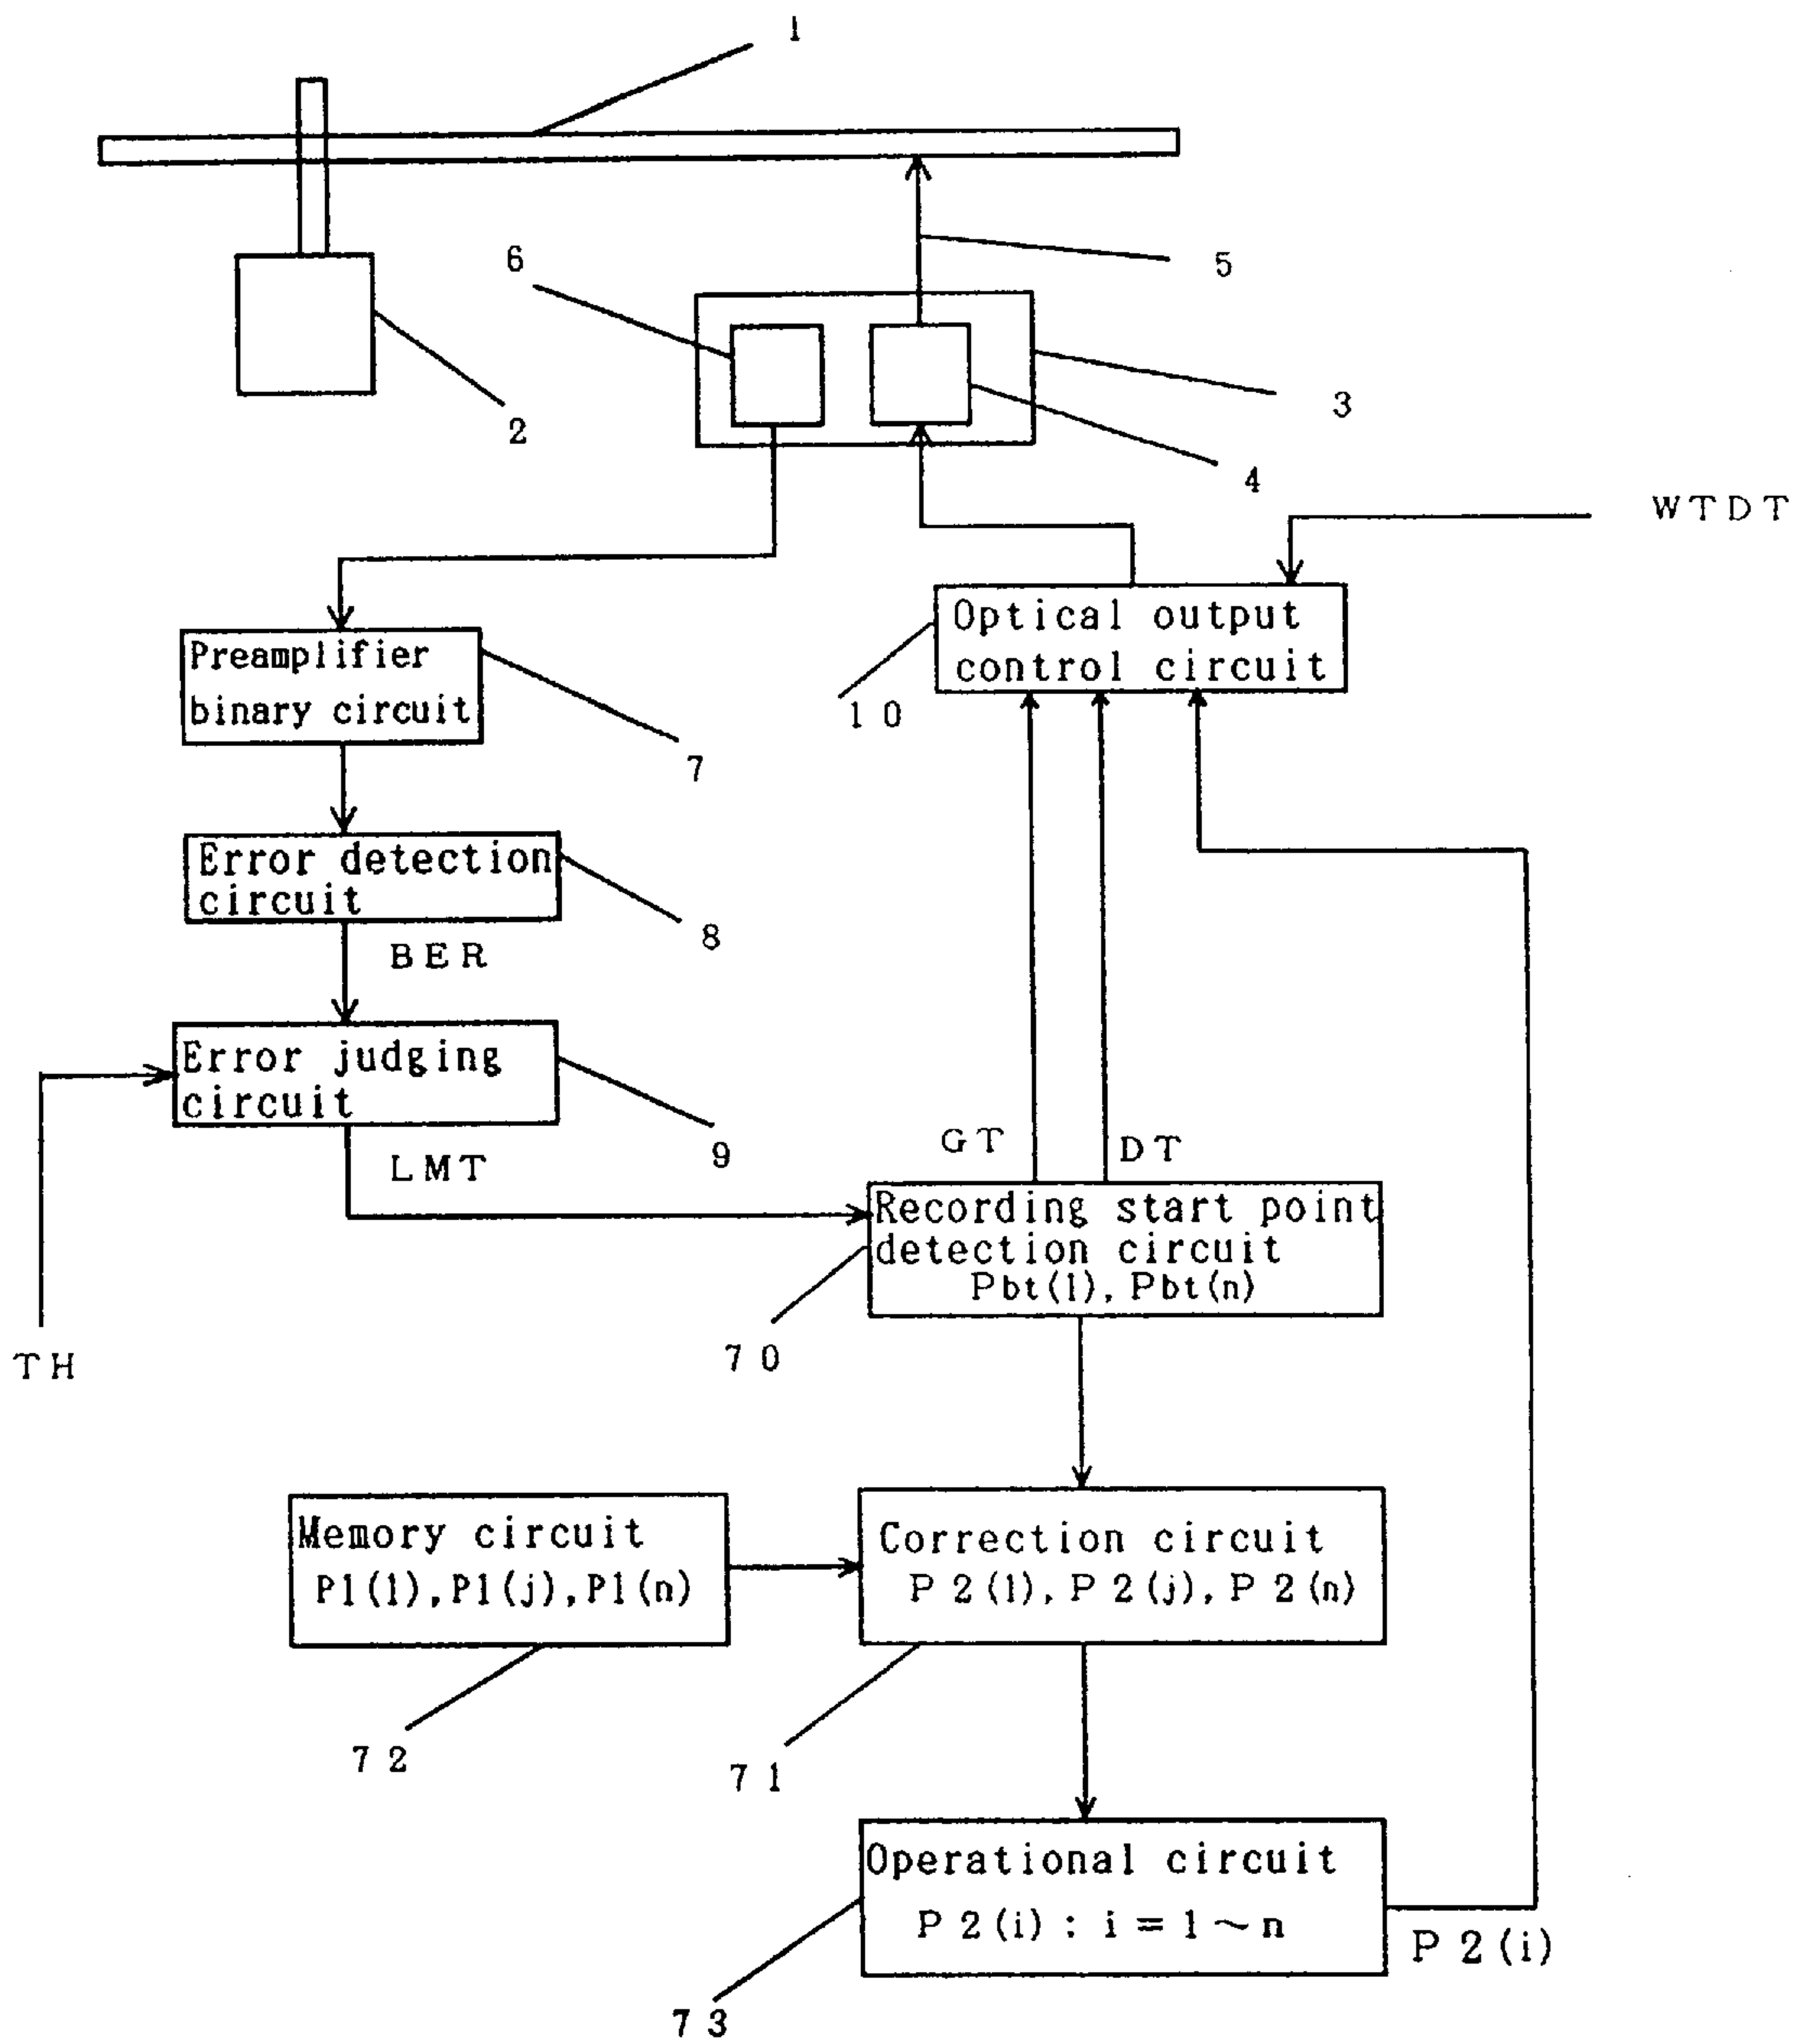 1
6
5
2
3
4
WTDT
Optical output
control circuit
10
Preamplifier
binary circuit
7
Error detection
circuit
8
BER
Error judging
circuit
9
LMT
TH
GT
DT
Recording start point
detection circuit
Pbt(1), Pbt(n)
70
Memory circuit
P1(1), P1(j), P1(n)
72
Correction circuit
P2(1), P2(j), P2(n)
71
Operational circuit
P2(i) : i = 1 ~ n
P2(i)
73